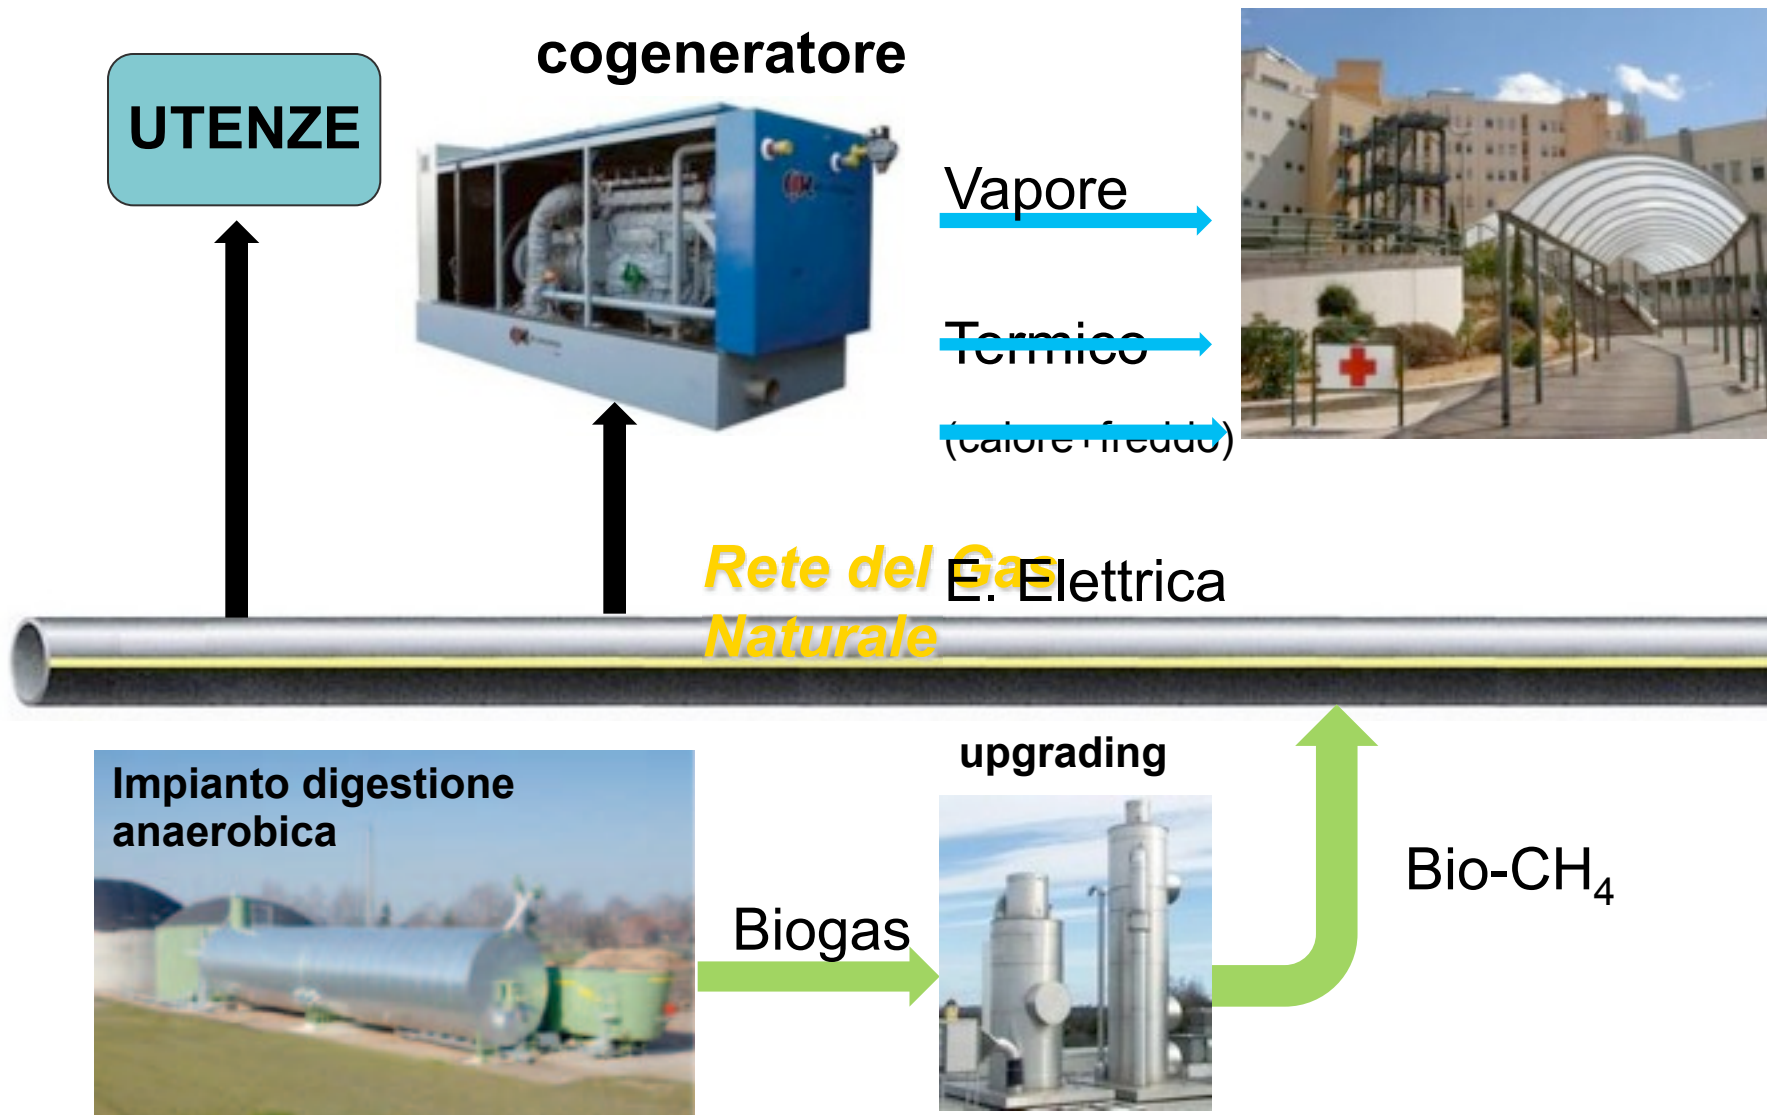 cogeneratore
UTENZE
Vapore
Termico
(calore+freddo)
Rete del Gas
E. Elettrica
Naturale
upgrading
Impianto digestione
anaerobica
Bio-CH₄
Biogas